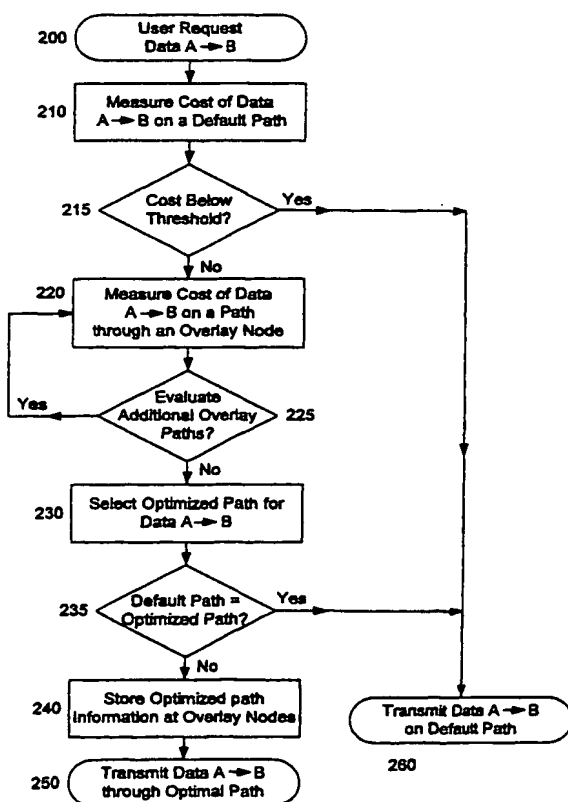 200
User Request
Data A → B
210
Measure Cost of Data
A → B on a Default Path
215
Cost Below
Threshold?
Yes
No
220
Measure Cost of Data
A → B on a Path
through an Overlay Node
Yes
Evaluate
Additional Overlay
Paths?
225
No
230
Select Optimized Path for
Data A → B
235
Default Path =
Optimized Path?
Yes
No
240
Store Optimized path
Information at Overlay Nodes
Transmit Data A → B
on Default Path
250
Transmit Data A → B
through Optimal Path
260